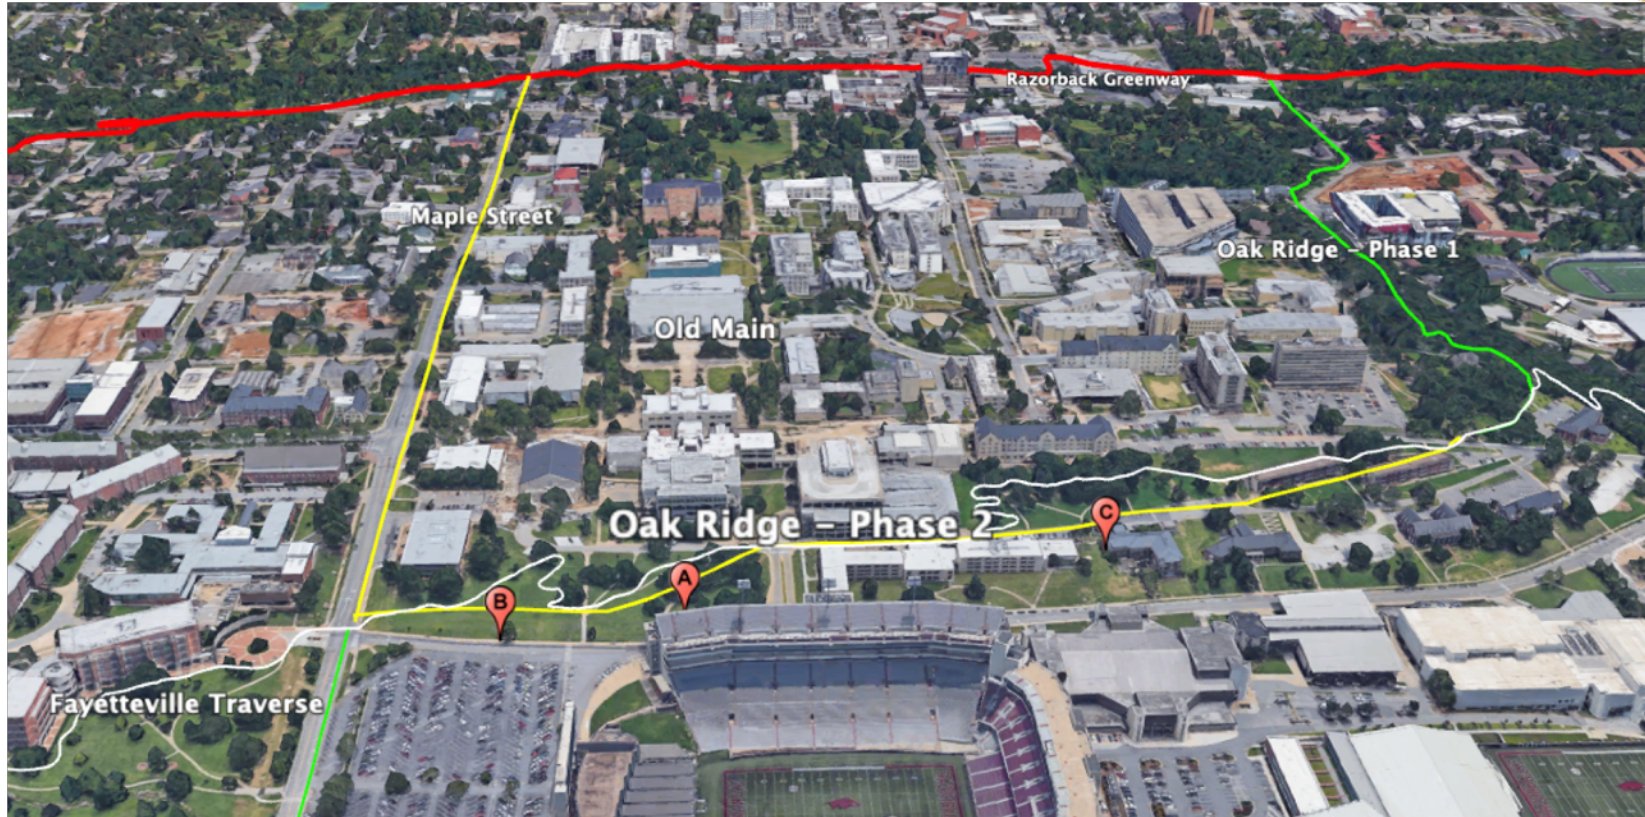 Razorback Greenway
Maple Street
Oak Ridge – Phase 1
Old Main
C
Oak Ridge – Phase 2
A
B
Fayetteville Traverse